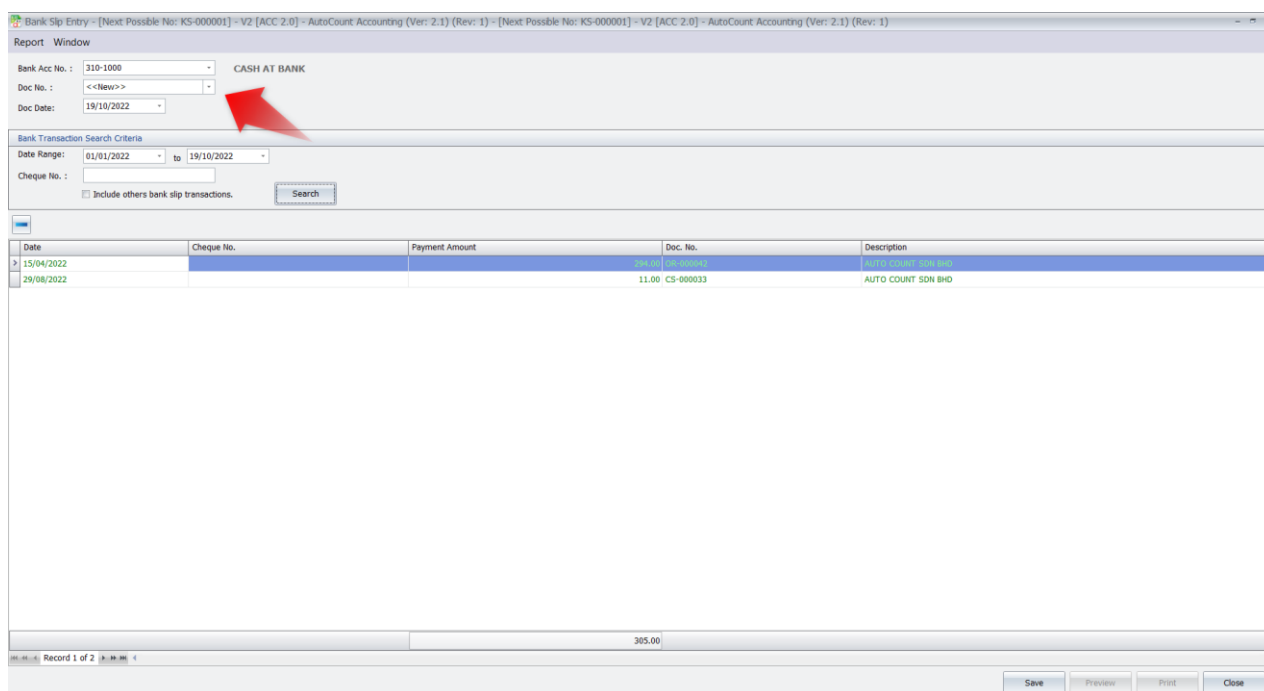 Bank Slip Entry - [Next Possble No: KS-000001] - V2 [ACC 2.0] - AutoCount Accounting (Ver: 2.1) (Rev: 1) - [Next Possble No: KS-000001] - V2 [ACC 2.0] - AutoCount Accounting (Ver: 2.1) (Rev: 1)
Report Window
Bank Acc No. : 310-1000 CASH AT BANK
Doc No. : <<New>>
Doc Date: 19/10/2022
Bank Transaction Search Criteria
Date Range: 01/01/2022 to 19/10/2022
Cheque No. :
Include others bank slip transactions. Search
Date Cheque No. Payment Amount Doc. No. Description
15/04/2022 294.00 OR-000042 AUTO COUNT SDN BHD
29/08/2022 11.00 CS-000033 AUTO COUNT SDN BHD
305.00
Record 1 of 2
Save Preview Print Close